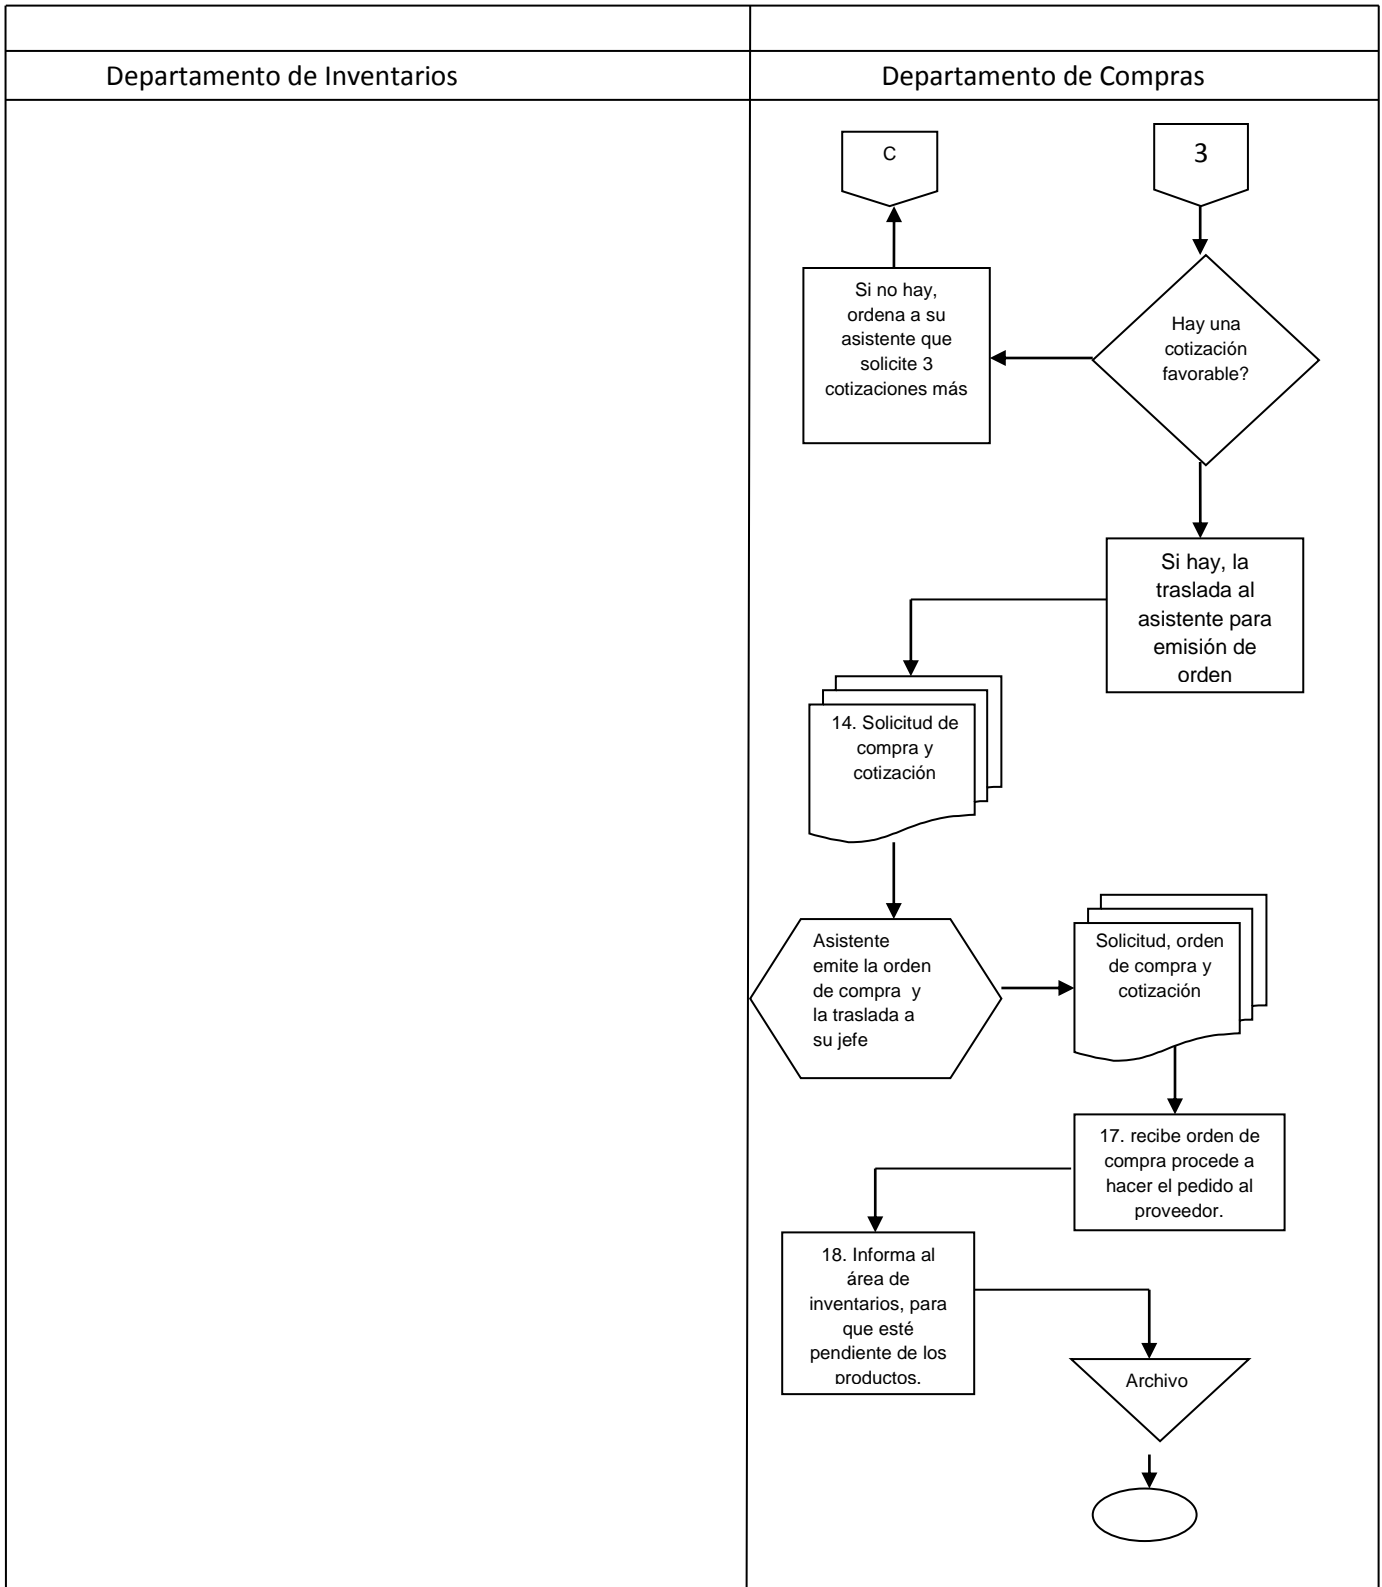 Departamento de Inventarios
Departamento de Compras
C
3
Si no hay,
ordena a su
asistente que
solicite 3
cotizaciones más
Hay una
cotización
favorable?
Si hay, la
traslada al
asistente para
emisión de
orden
14. Solicitud de
compra y
cotización
Asistente
emite la orden
de compra y
la traslada a
su jefe
Solicitud, orden
de compra y
cotización
17. recibe orden de
compra procede a
hacer el pedido al
proveedor.
18. Informa al
área de
inventarios, para
que esté
pendiente de los
productos.
Archivo